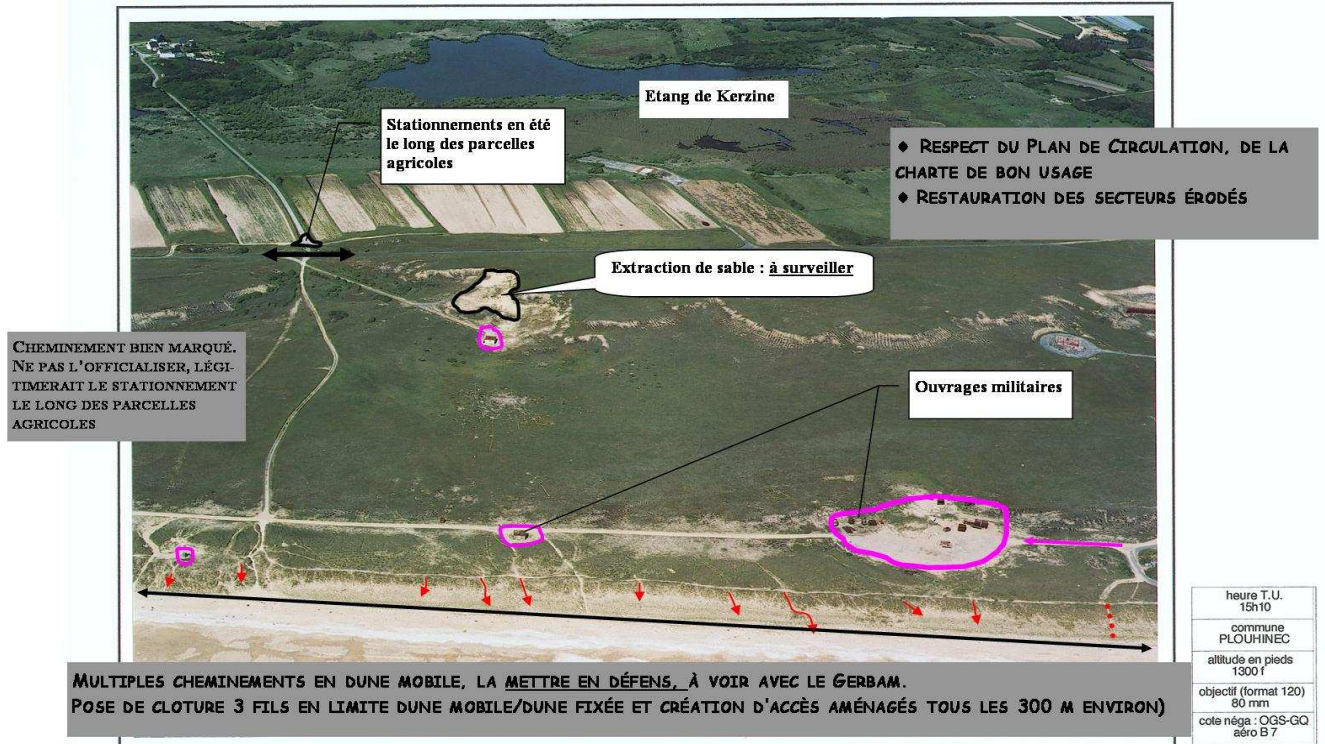 Etang de Kerzine
Stationnements en été
le long des parcelles
agricoles
♦ RESPECT DU PLAN DE CIRCULATION, DE LA
CHARTE DE BON USAGE
♦ RESTAURATION DES SECTEURS ÉRODÉS
Extraction de sable : à surveiller
CHEMINEMENT BIEN MARQUÉ.
NE PAS L'OFFICIALISER, LÉGI-
TIMERAIT LE STATIONNEMENT
LE LONG DES PARCELLES
AGRICOLES
Ouvrages militaires
MULTIPLES CHEMINEMENTS EN DUNE MOBILE, LA METTRE EN DÉFENS, À VOIR AVEC LE GERBAM.
POSE DE CLOTURE 3 FILS EN LIMITE DUNE MOBILE/DUNE FIXÉE ET CRÉATION D'ACCÈS AMÉNAGÉS TOUS LES 300 M ENVIRON)
heure T.U.
15h10
commune
PLOUHINEC
altitude en pieds
1300 f
objectif (format 120)
80 mm
cote néga : OGS-GQ
aéro B 7